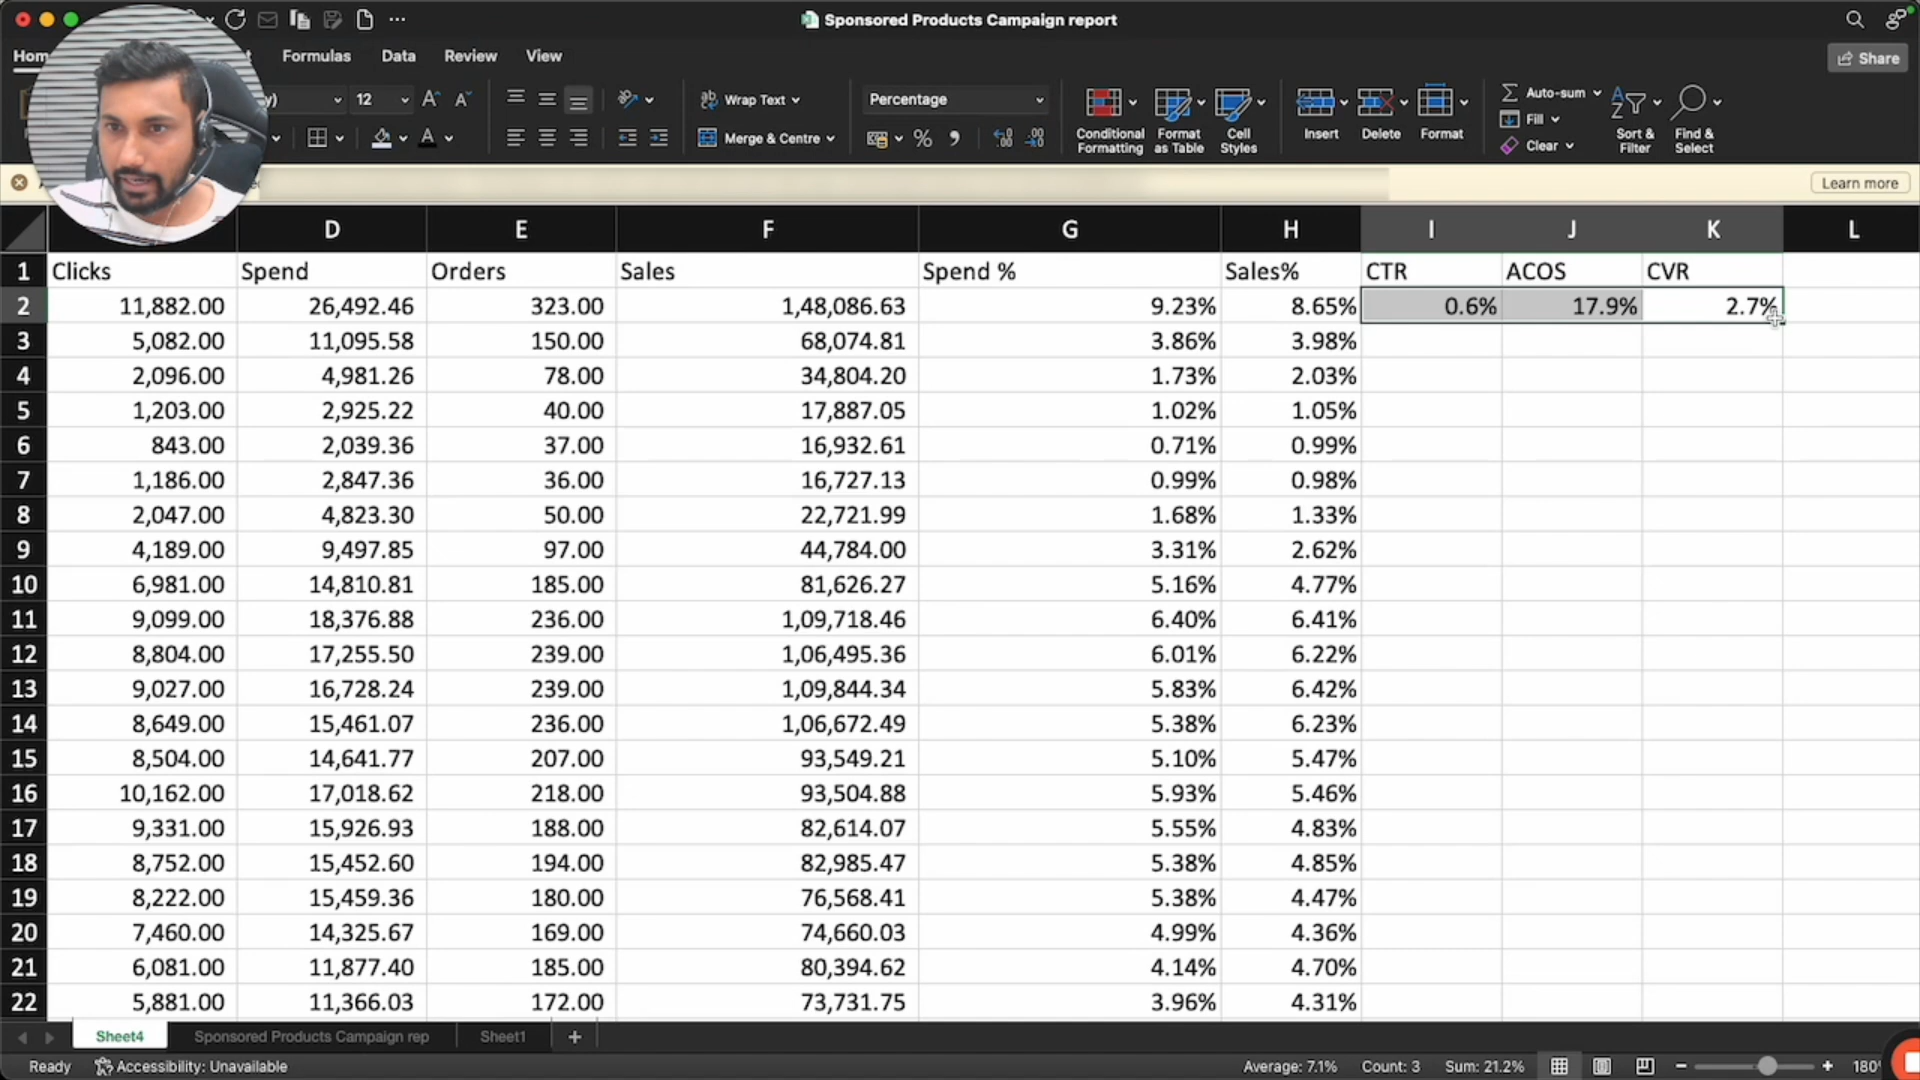 Sponsored Products Campaign report
Hom
Formulas
Data
Review
View
Share
12
Wrap Text
Merge & Centre
Percentage
Conditional Formatting
Format as Table
Cell Styles
Insert
Delete
Format
Auto-sum
Fill
Clear
Sort & Filter
Find & Select
Learn more
D E F G H I J K L
1 Clicks Spend Orders Sales Spend % Sales% CTR ACOS CVR
2 11,882.00 26,492.46 323.00 1,48,086.63 9.23% 8.65% 0.6% 17.9% 2.7%
3 5,082.00 11,095.58 150.00 68,074.81 3.86% 3.98%
4 2,096.00 4,981.26 78.00 34,804.20 1.73% 2.03%
5 1,203.00 2,925.22 40.00 17,887.05 1.02% 1.05%
6 843.00 2,039.36 37.00 16,932.61 0.71% 0.99%
7 1,186.00 2,847.36 36.00 16,727.13 0.99% 0.98%
8 2,047.00 4,823.30 50.00 22,721.99 1.68% 1.33%
9 4,189.00 9,497.85 97.00 44,784.00 3.31% 2.62%
10 6,981.00 14,810.81 185.00 81,626.27 5.16% 4.77%
11 9,099.00 18,376.88 236.00 1,09,718.46 6.40% 6.41%
12 8,804.00 17,255.50 239.00 1,06,495.36 6.01% 6.22%
13 9,027.00 16,728.24 239.00 1,09,844.34 5.83% 6.42%
14 8,649.00 15,461.07 236.00 1,06,672.49 5.38% 6.23%
15 8,504.00 14,641.77 207.00 93,549.21 5.10% 5.47%
16 10,162.00 17,018.62 218.00 93,504.88 5.93% 5.46%
17 9,331.00 15,926.93 188.00 82,614.07 5.55% 4.83%
18 8,752.00 15,452.60 194.00 82,985.47 5.38% 4.85%
19 8,222.00 15,459.36 180.00 76,568.41 5.38% 4.47%
20 7,460.00 14,325.67 169.00 74,660.03 4.99% 4.36%
21 6,081.00 11,877.40 185.00 80,394.62 4.14% 4.70%
22 5,881.00 11,366.03 172.00 73,731.75 3.96% 4.31%
Sheet4 Sponsored Products Campaign rep Sheet1
Ready Accessibility: Unavailable Average: 7.1% Count: 3 Sum: 21.2% 180